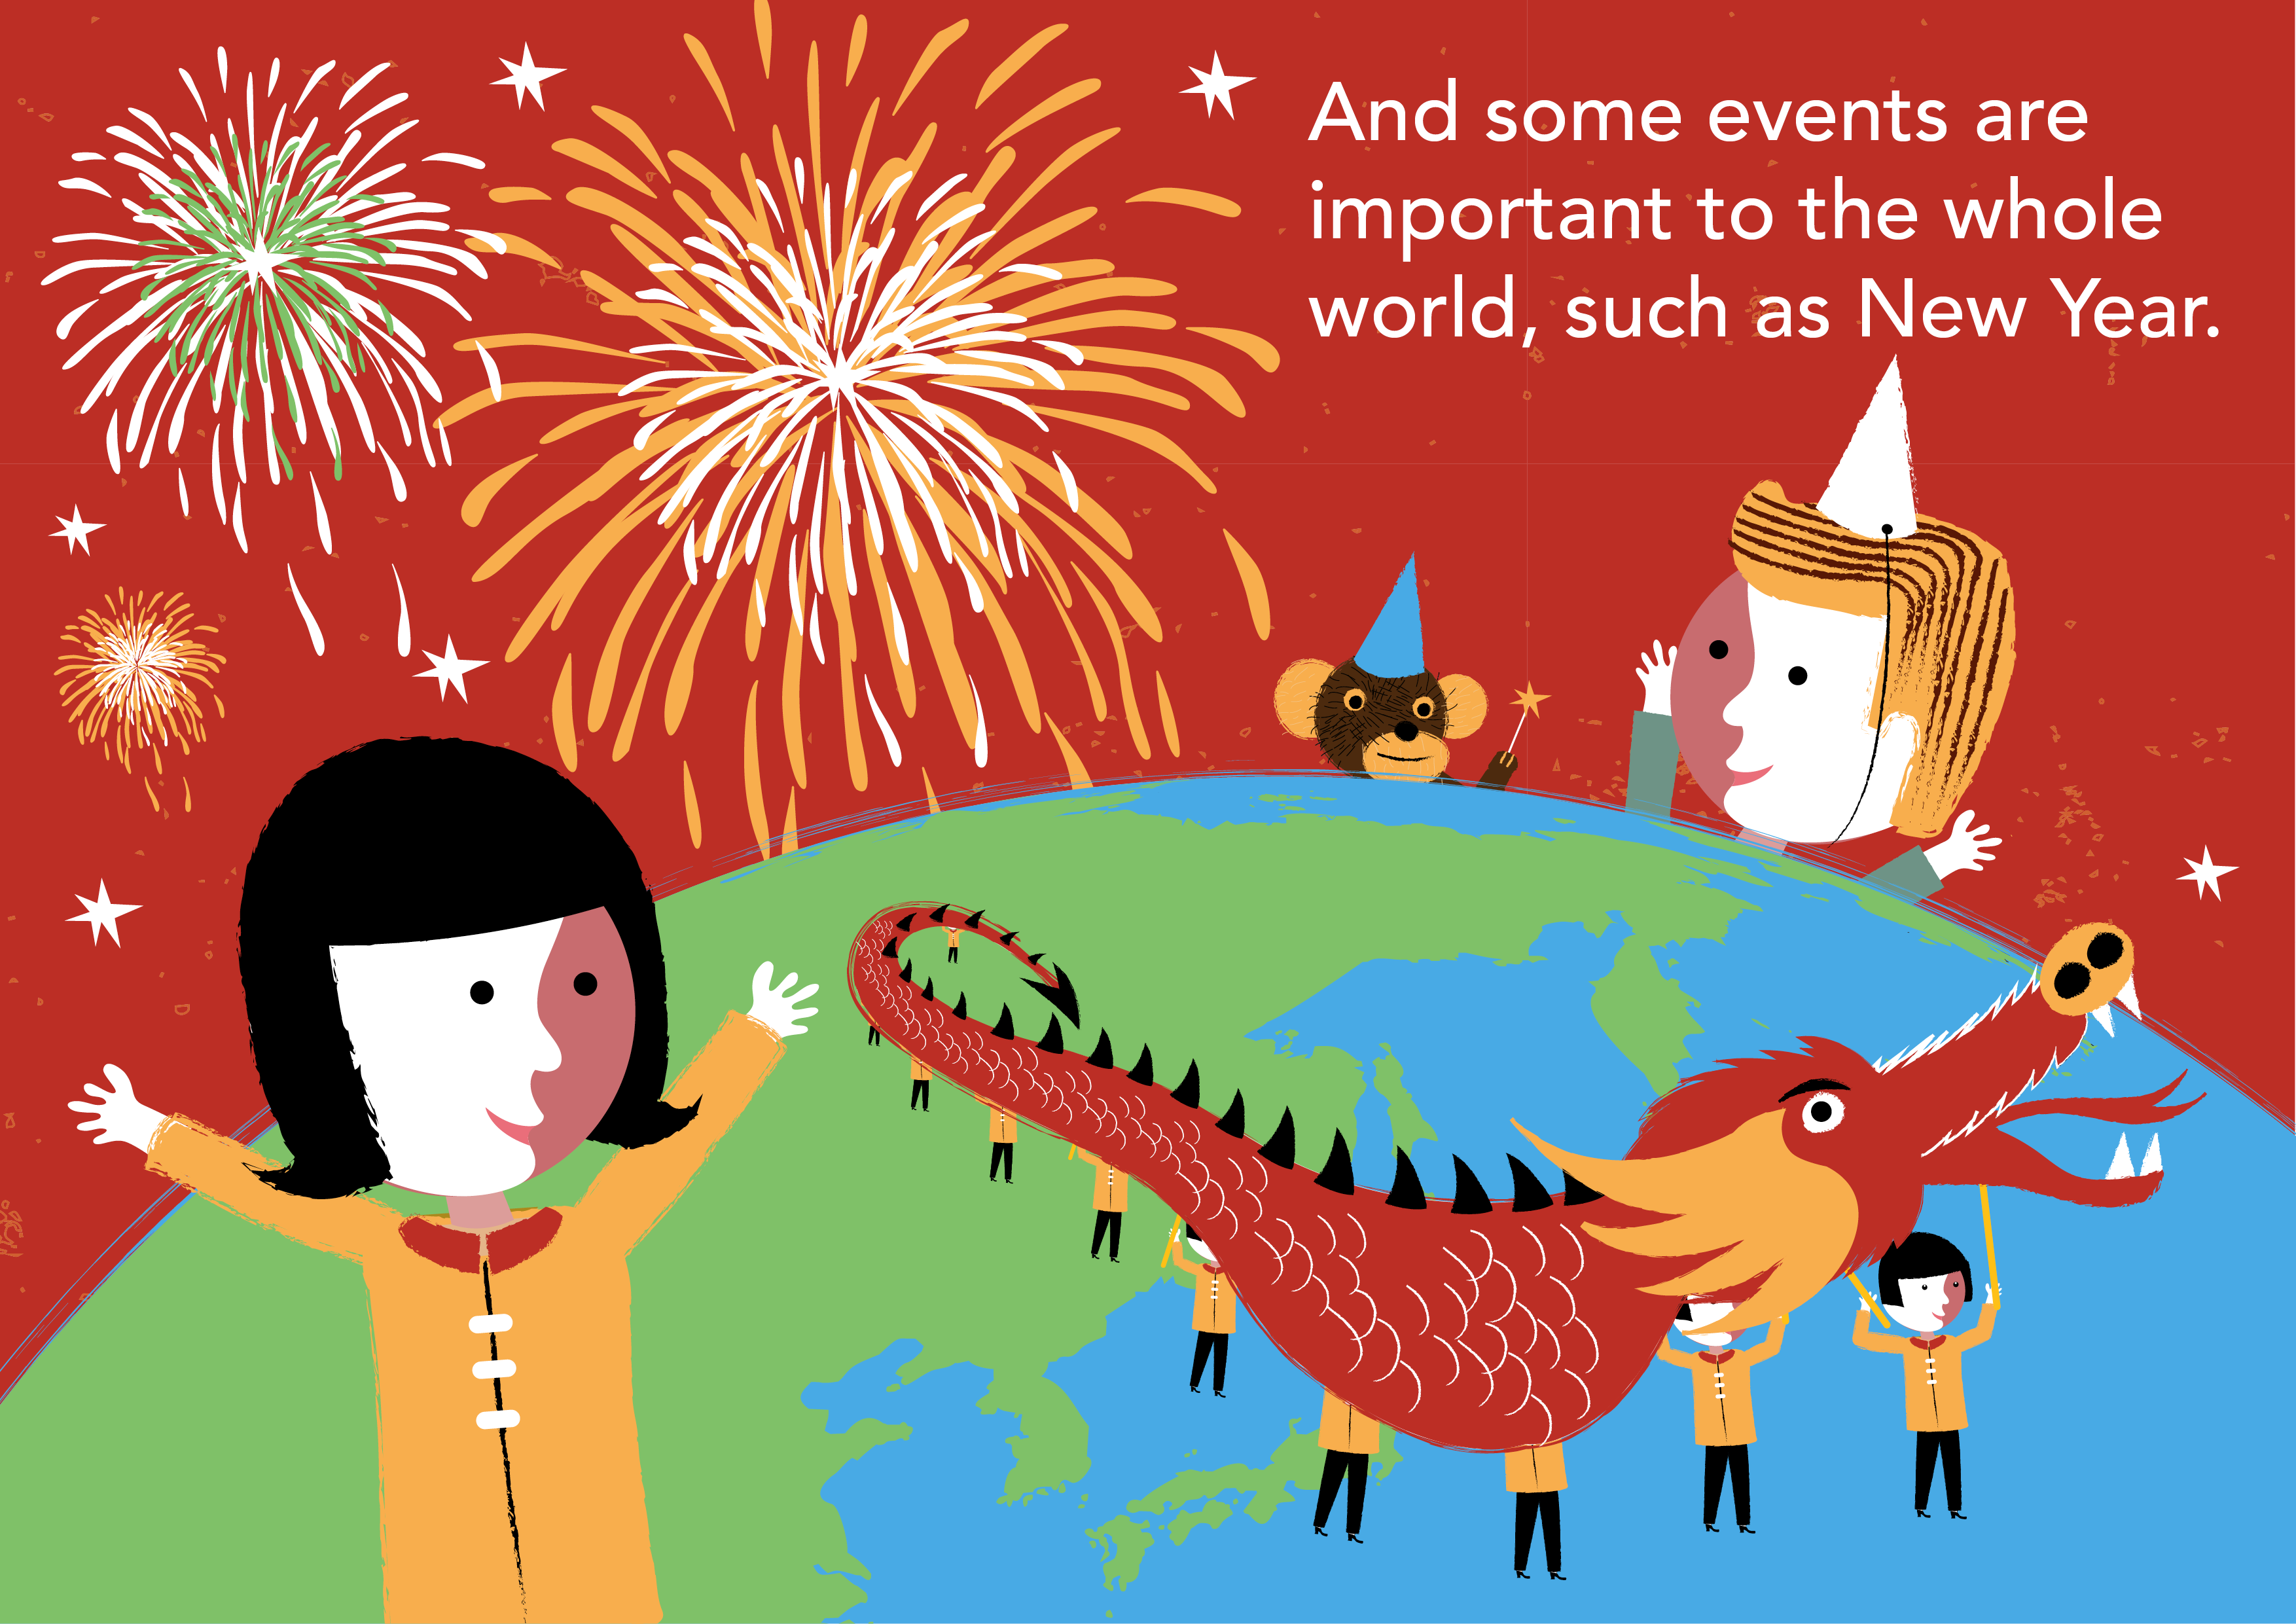 And some events are
important to the whole
world, such as New Year.